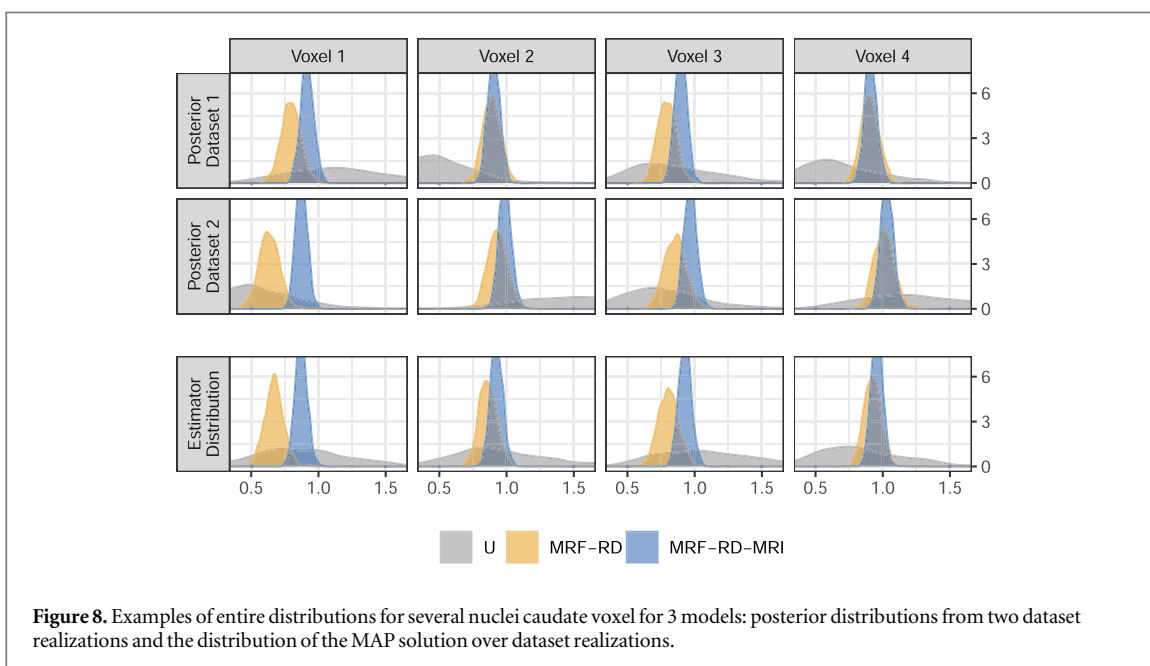 Voxel 1 Voxel 2 Voxel 3 Voxel 4
Posterior
Dataset 1
6
3
0
Posterior
Dataset 2
6
3
0
Estimator
Distribution
6
3
0
0.5 1.0 1.5 0.5 1.0 1.5 0.5 1.0 1.5 0.5 1.0 1.5
U MRF-RD MRF-RD-MRI
Figure 8. Examples of entire distributions for several nuclei caudate voxel for 3 models: posterior distributions from two dataset
realizations and the distribution of the MAP solution over dataset realizations.